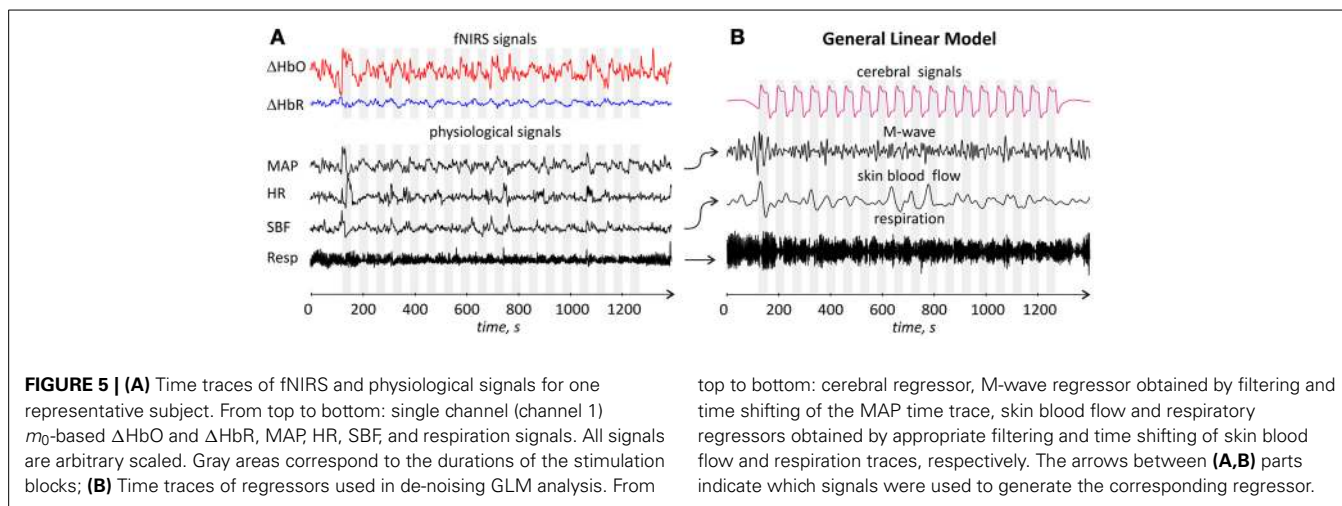 A
fNIRS signals
ΔHbO
ΔHbR
physiological signals
MAP
HR
SBF
Resp
0 200 400 600 800 1000 1200
time, s
B
General Linear Model
cerebral signals
M-wave
skin blood flow
respiration
0 200 400 600 800 1000 1200
time, s
FIGURE 5 | (A) Time traces of fNIRS and physiological signals for one
representative subject. From top to bottom: single channel (channel 1)
m0-based ΔHbO and ΔHbR, MAP, HR, SBF, and respiration signals. All signals
are arbitrary scaled. Gray areas correspond to the durations of the stimulation
blocks; (B) Time traces of regressors used in de-noising GLM analysis. From
top to bottom: cerebral regressor, M-wave regressor obtained by filtering and
time shifting of the MAP time trace, skin blood flow and respiratory
regressors obtained by appropriate filtering and time shifting of skin blood
flow and respiration traces, respectively. The arrows between (A,B) parts
indicate which signals were used to generate the corresponding regressor.